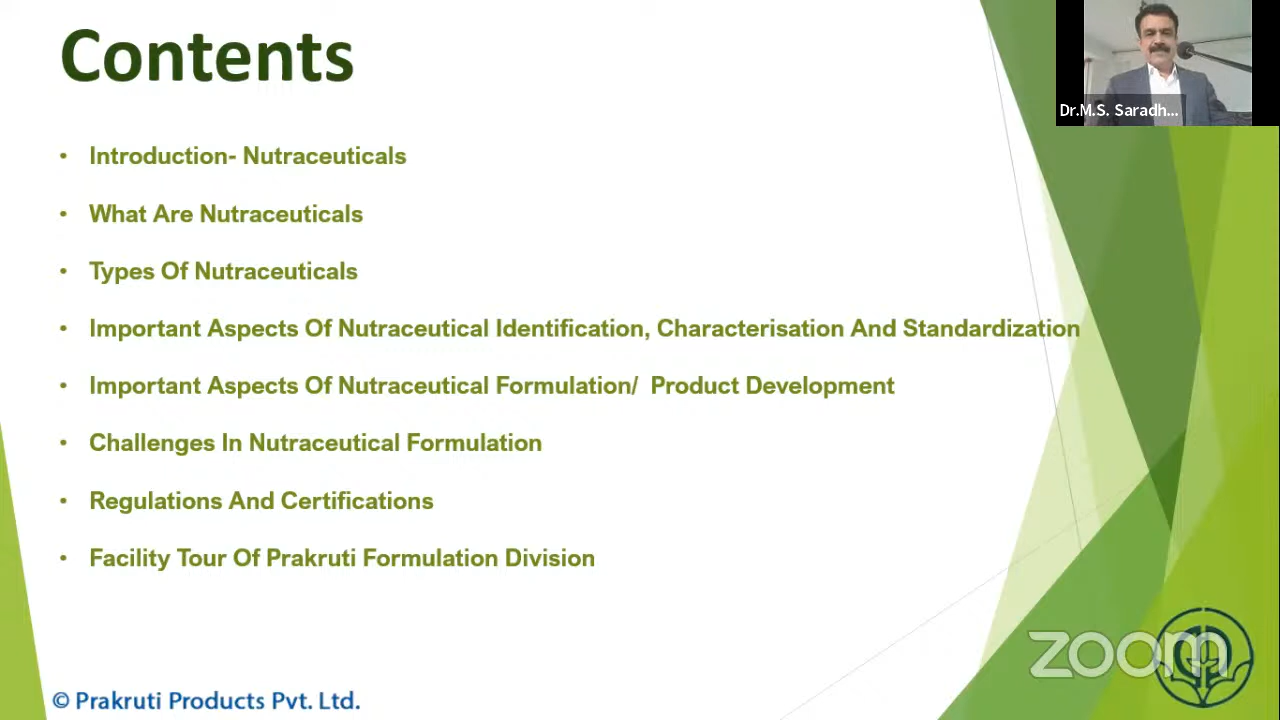 Contents
Dr.M.S. Saradh...
• Introduction- Nutraceuticals
• What Are Nutraceuticals
• Types Of Nutraceuticals
• Important Aspects Of Nutraceutical Identification, Characterisation And Standardization
• Important Aspects Of Nutraceutical Formulation/  Product Development
• Challenges In Nutraceutical Formulation
• Regulations And Certifications
• Facility Tour Of Prakruti Formulation Division
zoom
© Prakruti Products Pvt. Ltd.